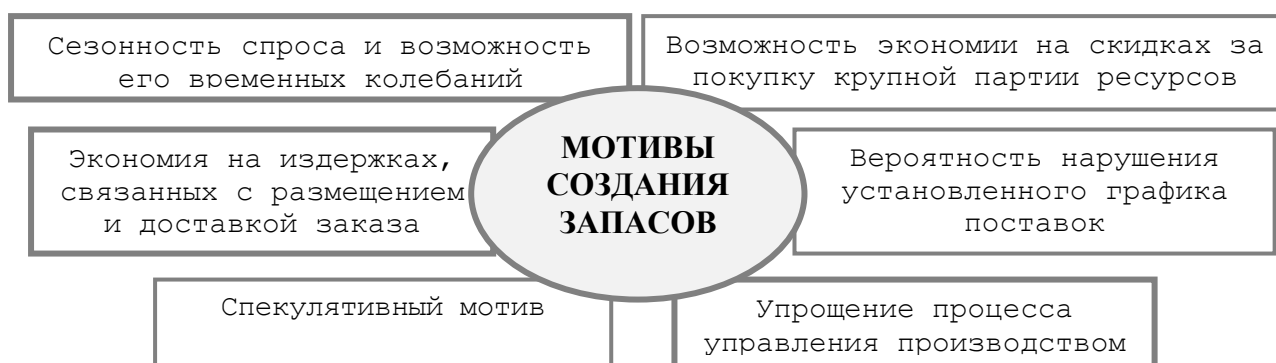 Сезонность спроса и возможность
его временных колебаний
Возможность экономии на скидках за
покупку крупной партии ресурсов
Экономия на издержках,
связанных с размещением
и доставкой заказа
МОТИВЫ
СОЗДАНИЯ
ЗАПАСОВ
Вероятность нарушения
установленного графика
поставок
Спекулятивный мотив
Упрощение процесса
управления производством